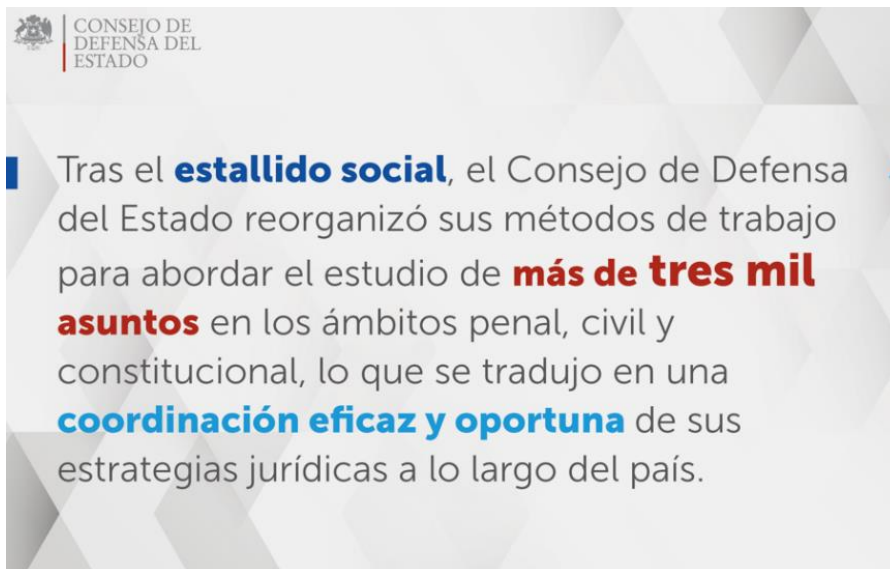 CONSEJO DE
DEFENSA DEL
ESTADO
Tras el estallido social, el Consejo de Defensa
del Estado reorganizó sus métodos de trabajo
para abordar el estudio de más de tres mil
asuntos en los ámbitos penal, civil y
constitucional, lo que se tradujo en una
coordinación eficaz y oportuna de sus
estrategias jurídicas a lo largo del país.